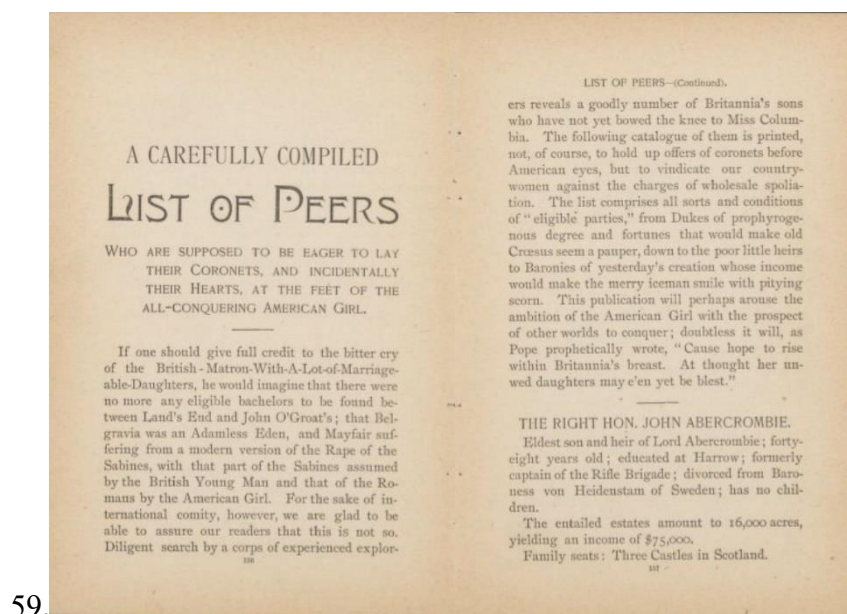 A CAREFULLY COMPILED
LIST OF PEERS
WHO ARE SUPPOSED TO BE EAGER TO LAY
THEIR CORONETS, AND INCIDENTALLY
THEIR HEARTS, AT THE FEET OF THE
ALL-CONQUERING AMERICAN GIRL.
If one should give full credit to the bitter cry
of the British-Matron-With-A-Lot-of-Marriage-
able-Daughters, he would imagine that there were
no more any eligible bachelors to be found be-
tween Land's End and John O'Groat's; that Bel-
gravia was an Adamless Eden, and Mayfair suf-
fering from a modern version of the Rape of the
Sabines, with that part of the Sabines assumed
by the British Young Man and that of the Ro-
mans by the American Girl. For the sake of in-
ternational comity, however, we are glad to be
able to assure our readers that this is not so.
Diligent search by a corps of experienced explor-
LIST OF PEERS—(Continued).
ers reveals a goodly number of Britannia's sons
who have not yet bowed the knee to Miss Colum-
bia. The following catalogue of them is printed,
not, of course, to hold up offers of coronets before
American eyes, but to vindicate our country-
women against the charges of wholesale spolia-
tion. The list comprises all sorts and conditions
of "eligible parties," from Dukes of prophyroge-
nous degree and fortunes that would make old
Crœsus seem a pauper, down to the poor little heirs
to Baronies of yesterday's creation whose income
would make the merry iceman smile with pitying
scorn. This publication will perhaps arouse the
ambition of the American Girl with the prospect
of other worlds to conquer; doubtless it will, as
Pope prophetically wrote, "Cause hope to rise
within Britannia's breast. At thought her un-
wed daughters may e'en yet be blest."
THE RIGHT HON. JOHN ABERCROMBIE.
Eldest son and heir of Lord Abercrombie; forty-
eight years old; educated at Harrow; formerly
captain of the Rifle Brigade; divorced from Baro-
ness von Heidenstam of Sweden; has no chil-
dren.
The entailed estates amount to 16,000 acres,
yielding an income of $75,000.
Family seats: Three Castles in Scotland.
59.